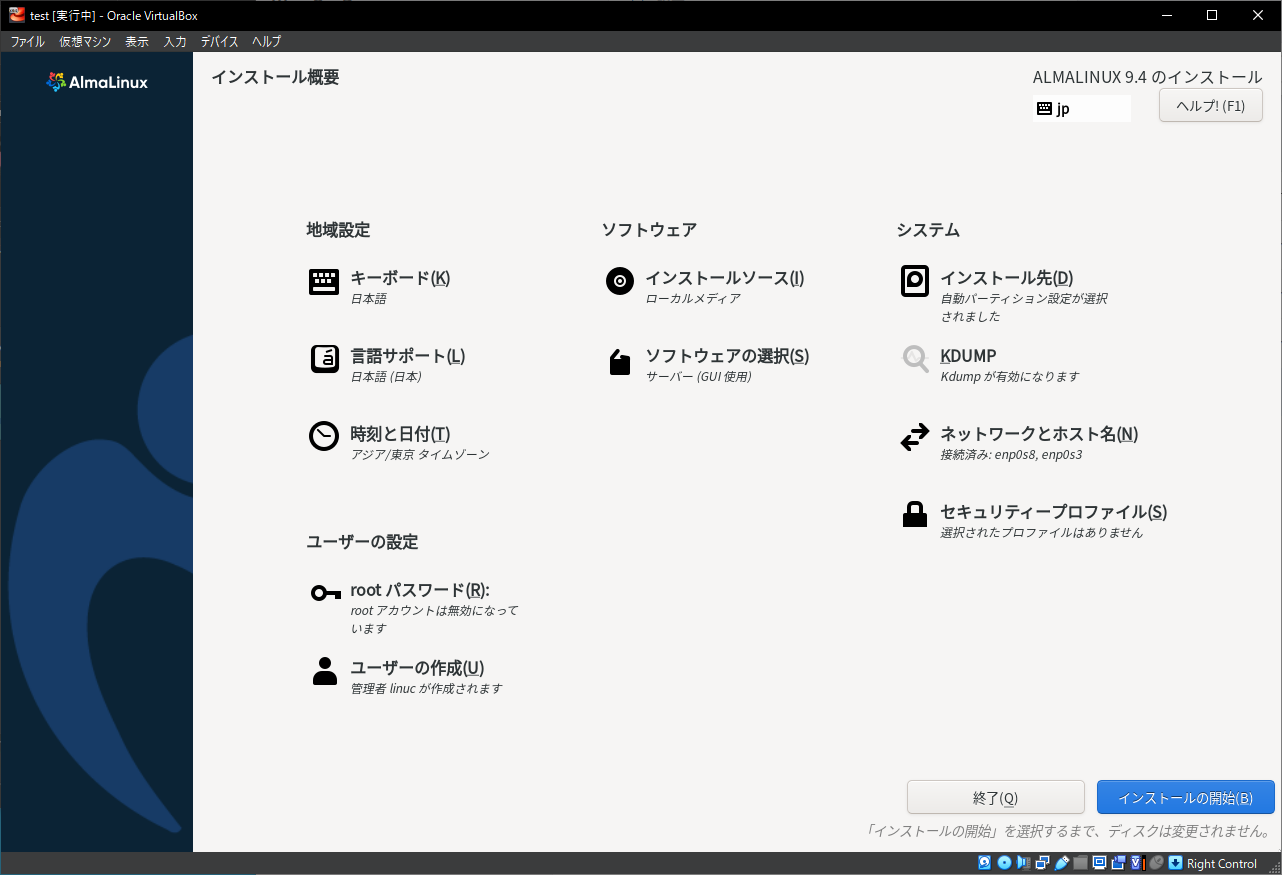 test [実行中] - Oracle VirtualBox
ファイル 仮想マシン 表示 入力 デバイス ヘルプ
AlmaLinux
インストール概要
ALMALINUX 9.4 のインストール
jp
ヘルプ! (F1)
地域設定
キーボード(K)
日本語
言語サポート(L)
日本語 (日本)
時刻と日付(T)
アジア/東京 タイムゾーン
ソフトウェア
インストールソース(I)
ローカルメディア
ソフトウェアの選択(S)
サーバー (GUI 使用)
システム
インストール先(D)
自動パーティション設定が選択
されました
KDUMP
Kdump が有効になります
ネットワークとホスト名(N)
接続済み: enp0s8, enp0s3
セキュリティープロファイル(S)
選択されたプロファイルはありません
ユーザーの設定
root パスワード(R):
root アカウントは無効になって
います
ユーザーの作成(U)
管理者 linuc が作成されます
終了(Q)
インストールの開始(B)
「インストールの開始」を選択するまで、ディスクは変更されません。
Right Control